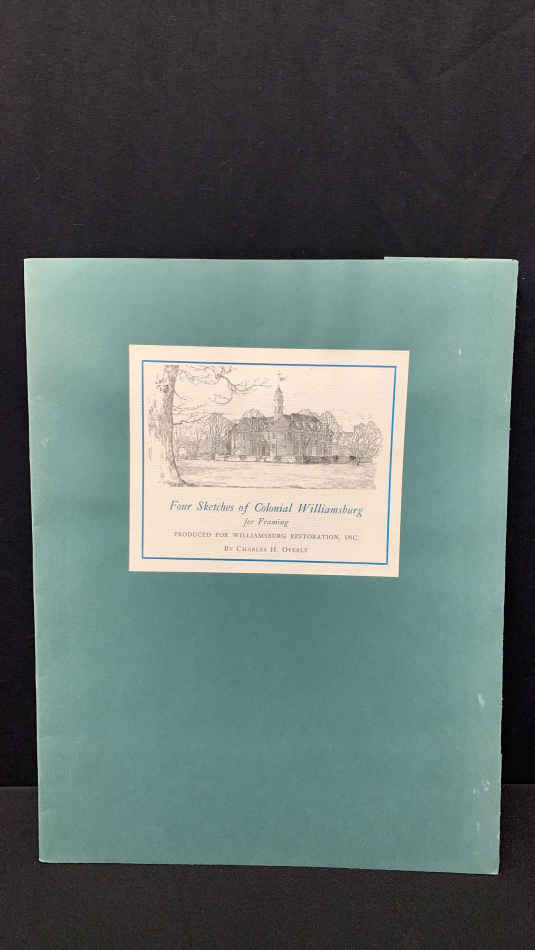 Four Sketches of Colonial Williamsburg
for Framing
PRODUCED FOR WILLIAMSBURG RESTORATION, INC.
BY CHARLES H. OVERLY